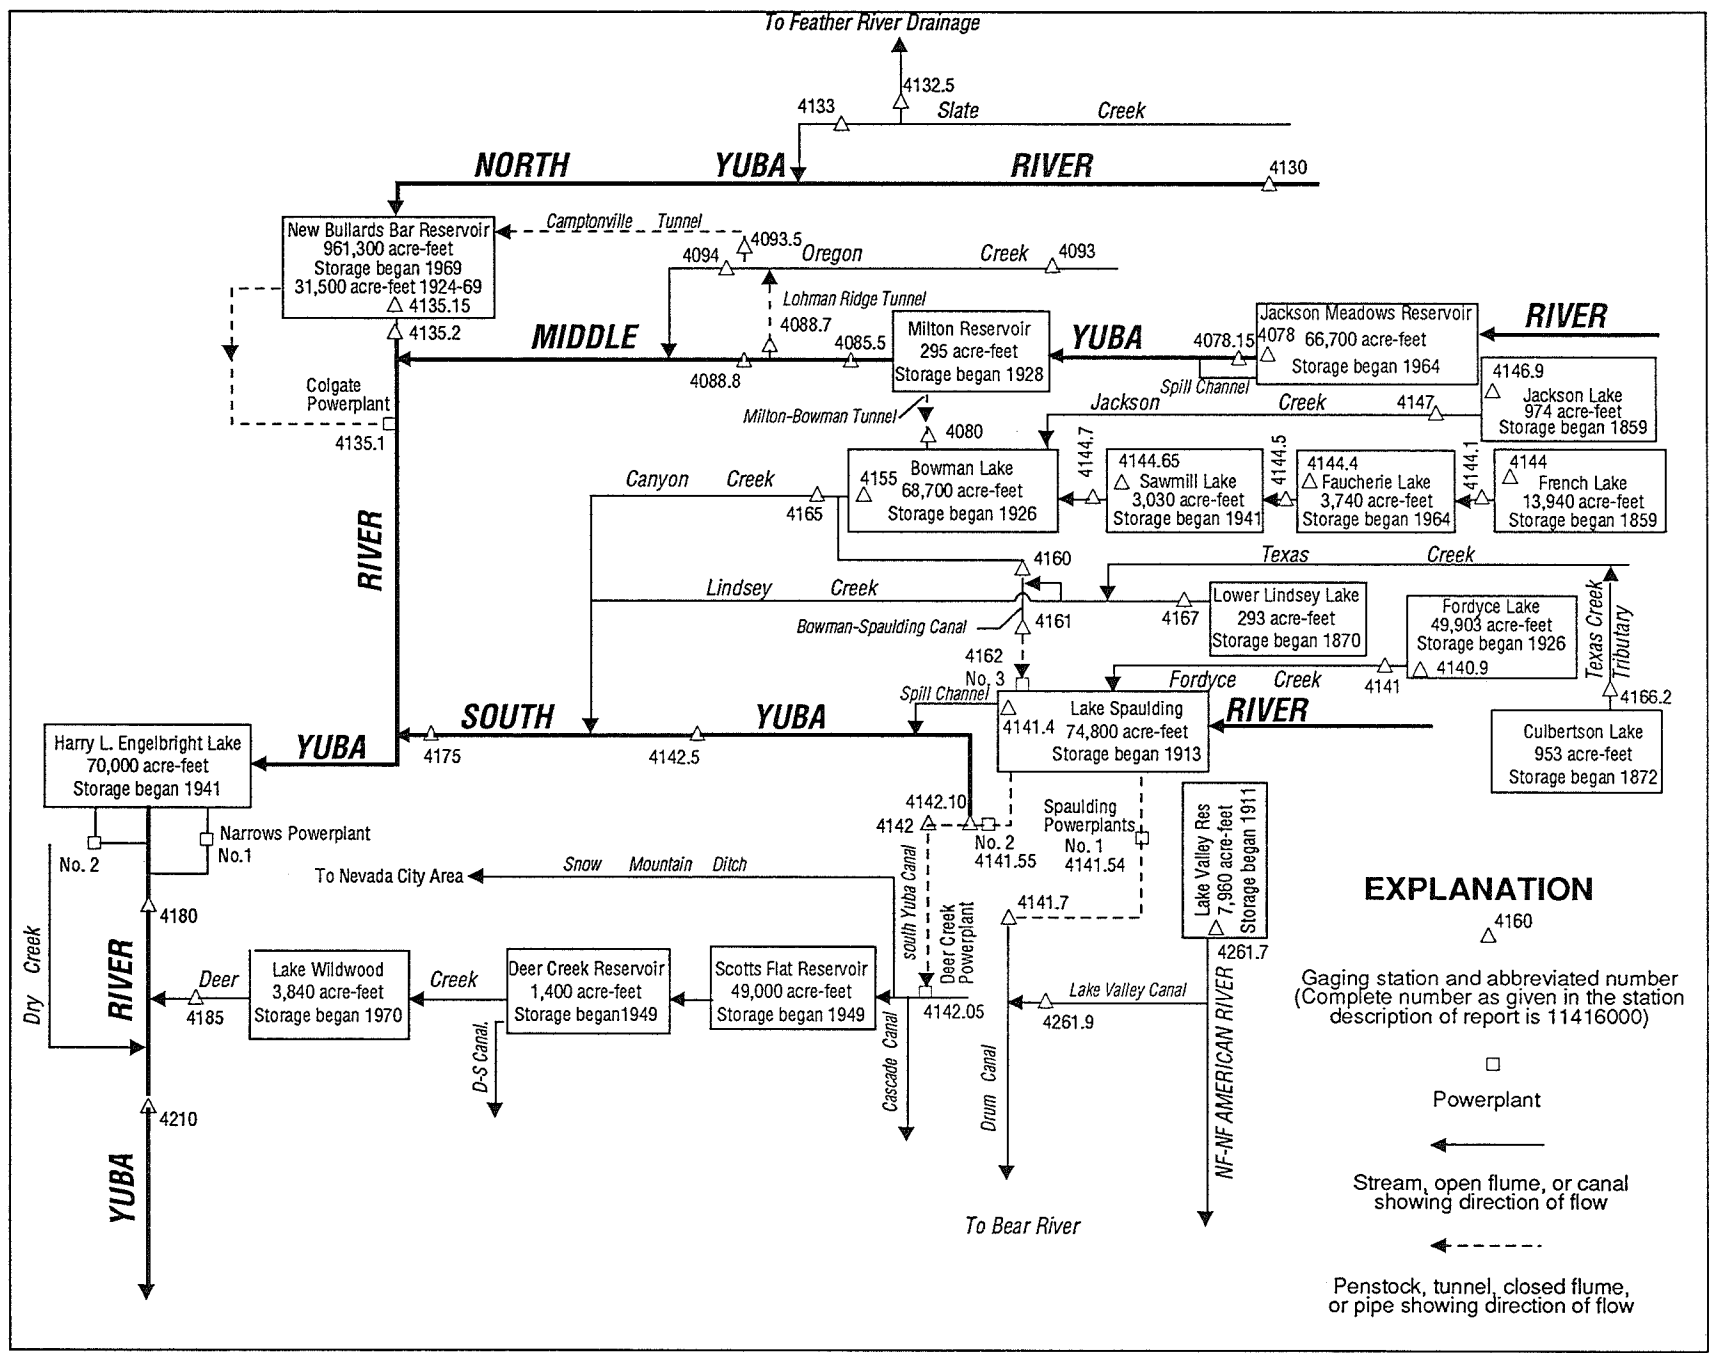 To Feather River Drainage
4132.5
4133
Slate Creek
NORTH YUBA RIVER
4130
New Bullards Bar Reservoir
961,300 acre-feet
Storage began 1969
31,500 acre-feet 1924-69
4135.15
4135.2
Camptonville Tunnel
4093.5
4094
Oregon Creek
4093
Lohman Ridge Tunnel
4088.7
MIDDLE YUBA RIVER
4088.8
4085.5
Milton Reservoir
295 acre-feet
Storage began 1928
4078.15
Spill Channel
Jackson Meadows Reservoir
4078
66,700 acre-feet
Storage began 1964
4146.9
Jackson Lake
974 acre-feet
Storage began 1859
Colgate
Powerplant
4135.1
Milton-Bowman Tunnel
4080
Jackson Creek
4147
Canyon Creek
4165
Bowman Lake
4155
68,700 acre-feet
Storage began 1926
4144.7
4144.65
Sawmill Lake
3,030 acre-feet
Storage began 1941
4144.5
4144.4
Faucherie Lake
3,740 acre-feet
Storage began 1964
4144.1
4144
French Lake
13,940 acre-feet
Storage began 1859
RIVER
4160
Texas Creek
Lindsey Creek
Bowman-Spaulding Canal
4161
4167
Lower Lindsey Lake
293 acre-feet
Storage began 1870
Fordyce Lake
49,903 acre-feet
Storage began 1926
4140.9
4141
Fordyce Creek
Texas Creek
Tributary
4166.2
Culbertson Lake
953 acre-feet
Storage began 1872
4162
No. 3
Spill Channel
Lake Spaulding
4141.4
74,800 acre-feet
Storage began 1913
SOUTH YUBA RIVER
4175
4142.5
Harry L. Engelbright Lake
70,000 acre-feet
Storage began 1941
YUBA
Narrows Powerplant
No.1
No. 2
4142.10
4142
No. 2
4141.55
Spaulding
Powerplants
No. 1
4141.54
Lake Valley Res
7,960 acre-feet
Storage began 1911
4261.7
To Nevada City Area
Snow Mountain Ditch
south Yuba Canal
Deer Creek
Powerplant
4142.05
4141.7
Lake Valley Canal
4261.9
NF-NF AMERICAN RIVER
4180
Dry Creek
RIVER
Deer Creek
4185
Lake Wildwood
3,840 acre-feet
Storage began 1970
Deer Creek Reservoir
1,400 acre-feet
Storage began1949
Scotts Flat Reservoir
49,000 acre-feet
Storage began 1949
D-S Canal.
Cascade Canal
Drum Canal
4210
YUBA
To Bear River
EXPLANATION
4160
Gaging station and abbreviated number
(Complete number as given in the station
description of report is 11416000)
Powerplant
Stream, open flume, or canal
showing direction of flow
Penstock, tunnel, closed flume,
or pipe showing direction of flow